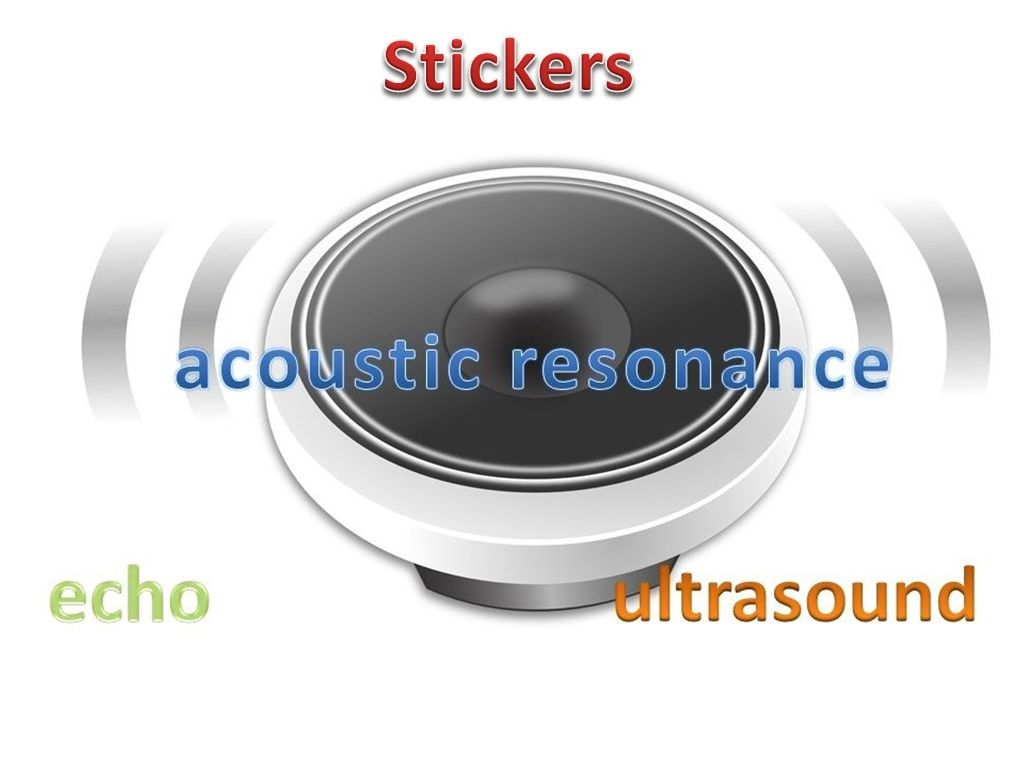 Stickers
acoustic resonance
echo
ultrasound